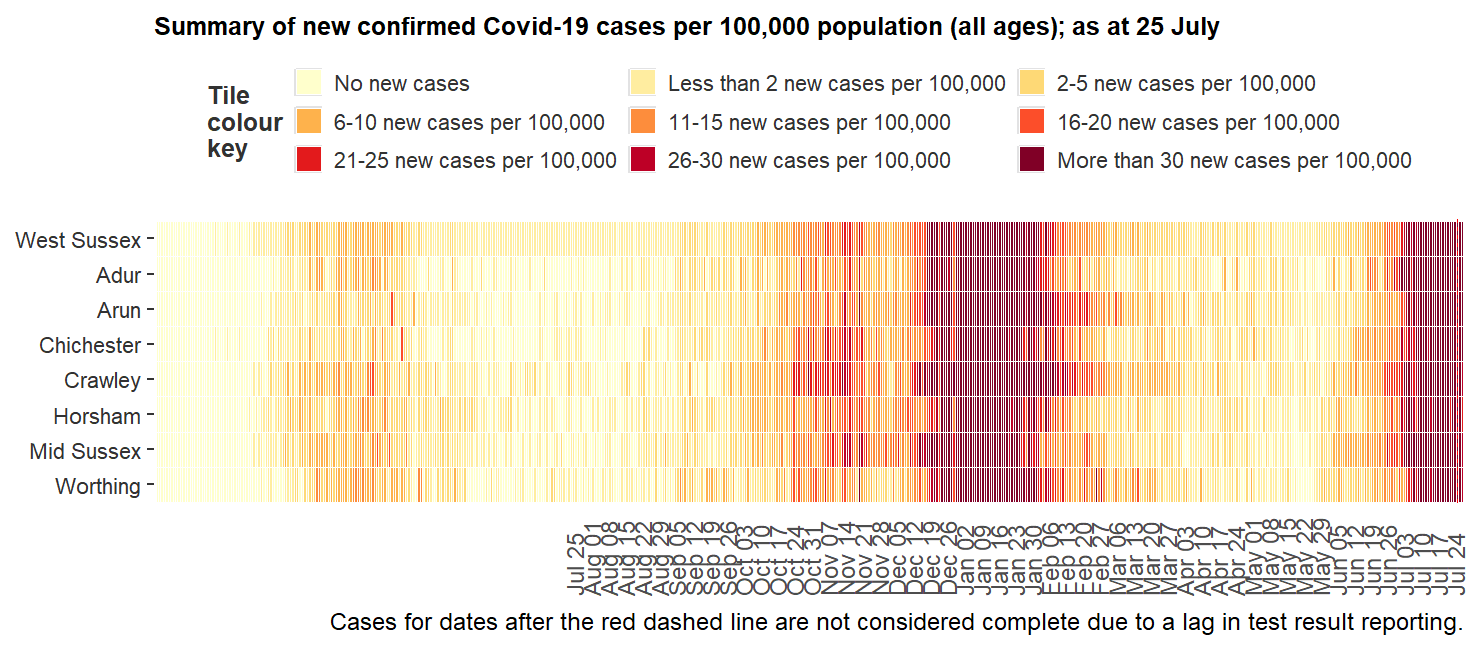 Summary of new confirmed Covid-19 cases per 100,000 population (all ages); as at 25 July
Tile
colour
key
No new cases
Less than 2 new cases per 100,000
2-5 new cases per 100,000
6-10 new cases per 100,000
11-15 new cases per 100,000
16-20 new cases per 100,000
21-25 new cases per 100,000
26-30 new cases per 100,000
More than 30 new cases per 100,000
West Sussex
Adur
Arun
Chichester
Crawley
Horsham
Mid Sussex
Worthing
Jul 25
Aug 01
Aug 08
Aug 15
Aug 22
Aug 29
Sep 05
Sep 12
Sep 19
Sep 26
Oct 03
Oct 10
Oct 17
Oct 24
Oct 31
Nov 07
Nov 14
Nov 21
Nov 28
Dec 05
Dec 12
Dec 19
Dec 26
Jan 02
Jan 09
Jan 16
Jan 23
Jan 30
Feb 06
Feb 13
Feb 20
Feb 27
Mar 06
Mar 13
Mar 20
Mar 27
Apr 03
Apr 10
Apr 17
Apr 24
May 01
May 08
May 15
May 22
May 29
Jun 05
Jun 12
Jun 19
Jun 26
Jul 03
Jul 10
Jul 17
Jul 24
Cases for dates after the red dashed line are not considered complete due to a lag in test result reporting.